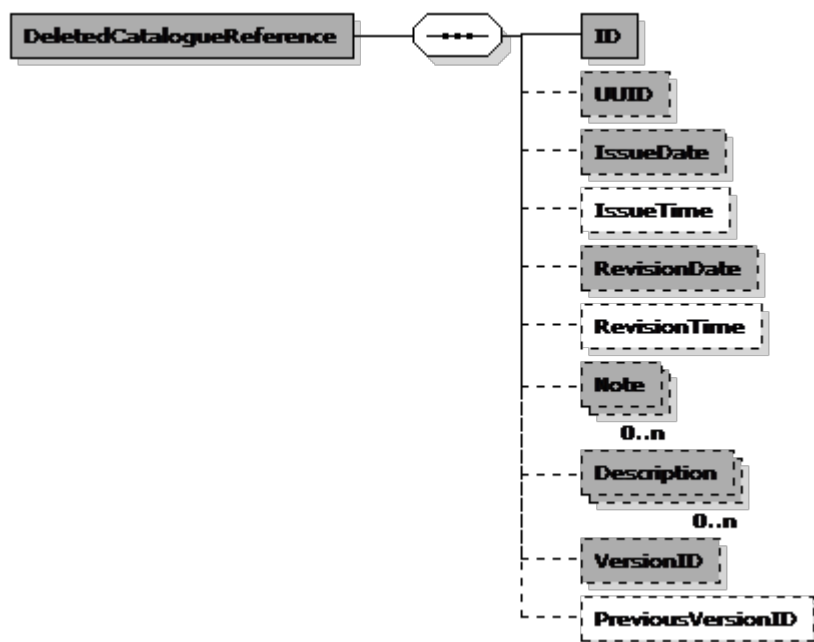 DeletedCatalogueReference
ID
UUID
IssueDate
IssueTime
RevisionDate
RevisionTime
Note
0..n
Description
0..n
VersionID
PreviousVersionID